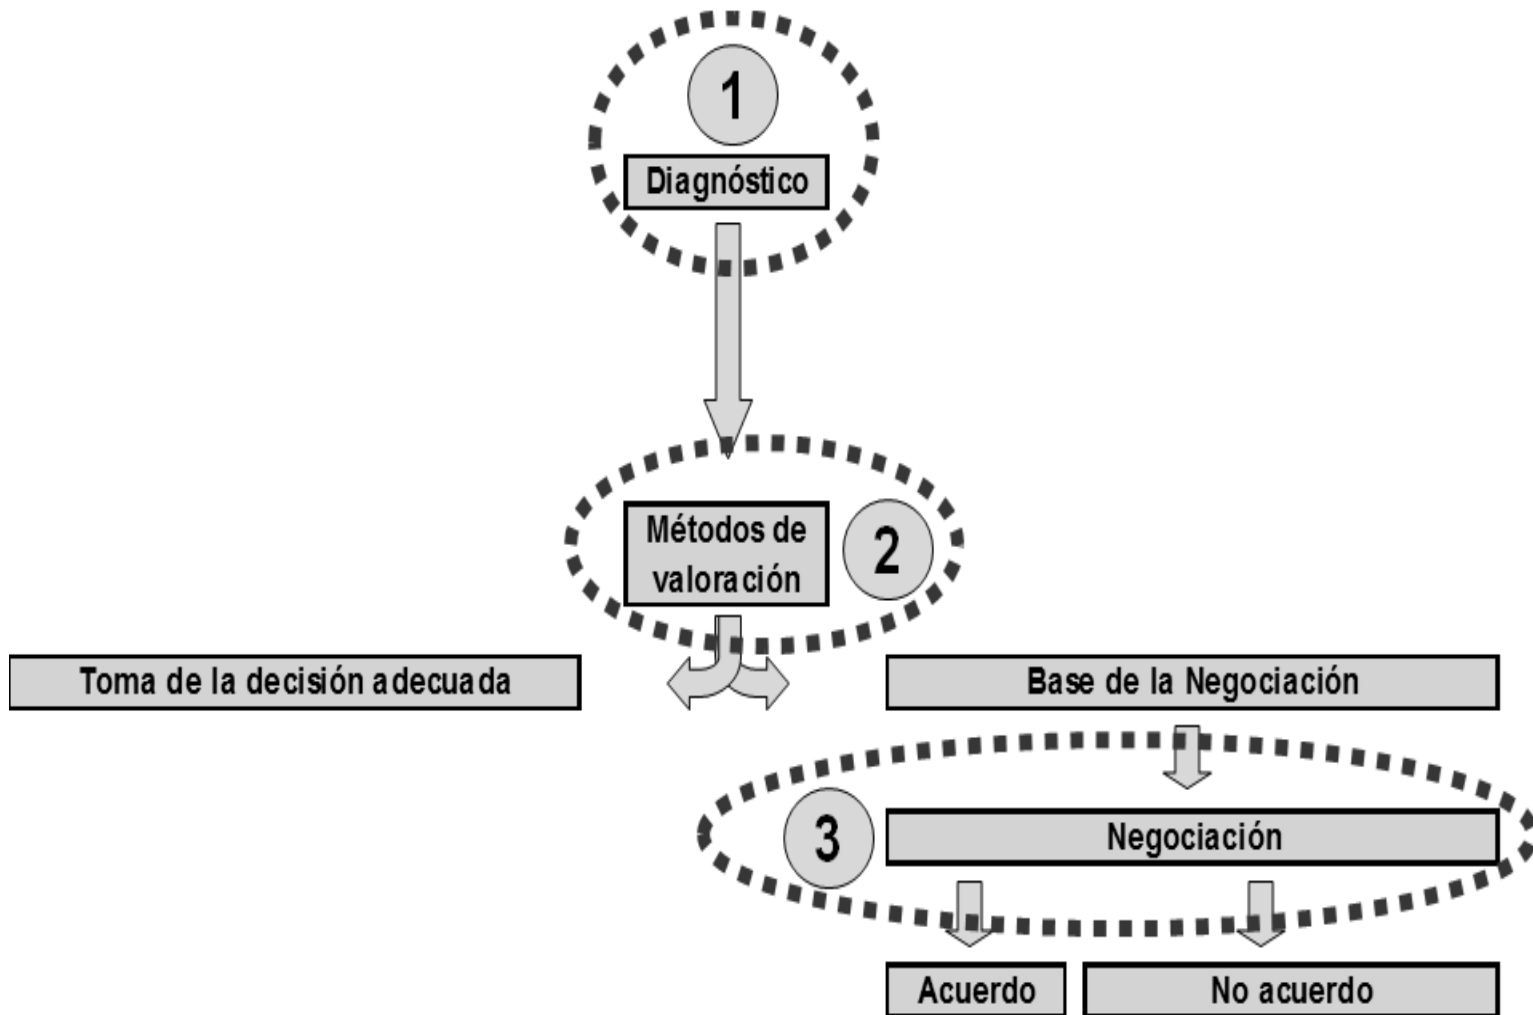 1
Diagnóstico
Métodos de
valoración
2
Toma de la decisión adecuada
Base de la Negociación
3
Negociación
Acuerdo
No acuerdo